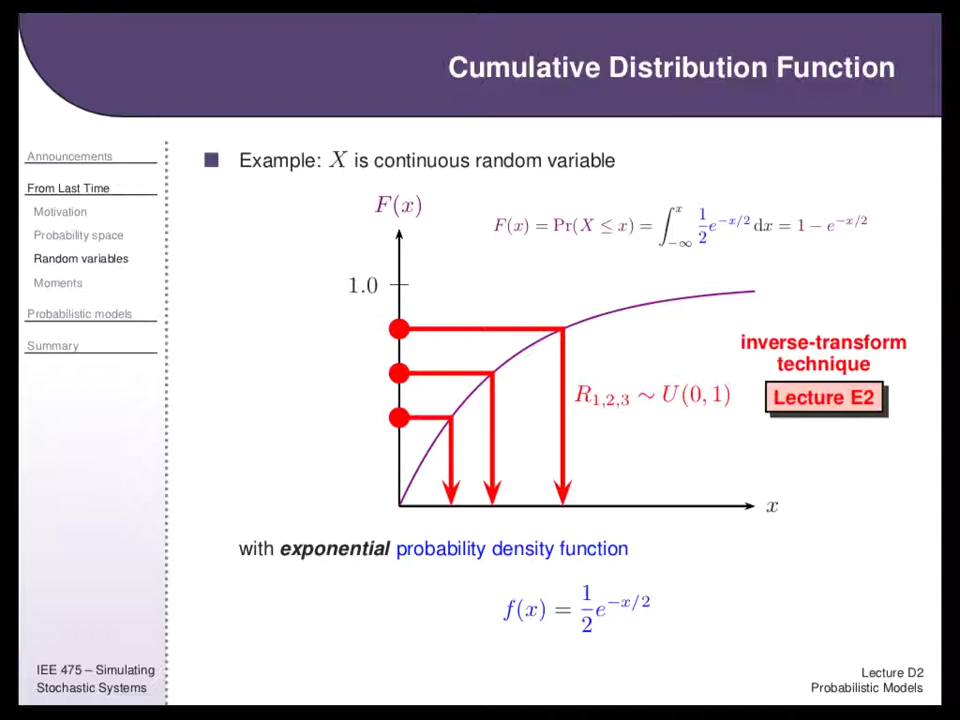 Cumulative Distribution Function
Announcements
From Last Time
Motivation
Probability space
Random variables
Moments
Probabilistic models
Summary
Example: X is continuous random variable
F(x)
F(x) = Pr(X ≤ x) = ∫_{−∞}^{x} 1/2 e^{−x/2} dx = 1 − e^{−x/2}
1.0
inverse-transform
technique
R_{1,2,3} ∼ U(0, 1)
Lecture E2
x
with exponential probability density function
f(x) = 1/2 e^{−x/2}
IEE 475 – Simulating
Stochastic Systems
Lecture D2
Probabilistic Models